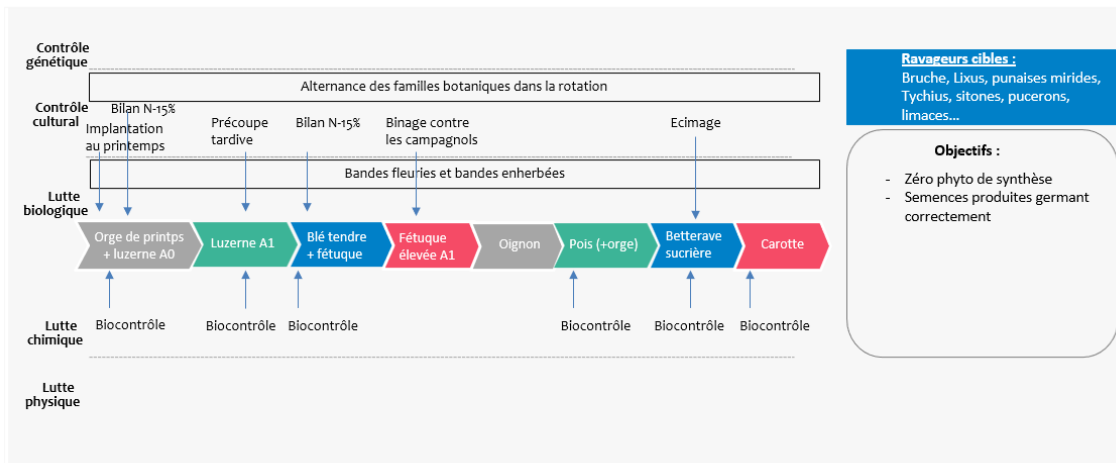 Contrôle
génétique
Alternance des familles botaniques dans la rotation
Contrôle
cultural
Bilan N-15%
Implantation
au printemps
Précoupe
tardive
Bilan N-15%
Binage contre
les campagnols
Ecimage
Bandes fleuries et bandes enherbées
Lutte
biologique
Orge de printps
+ luzerne A0
Luzerne A1
Blé tendre
+ fétuque
Fétuque
élevée A1
Oignon
Pois (+orge)
Betterave
sucrière
Carotte
Lutte
chimique
Biocontrôle
Biocontrôle
Biocontrôle
Biocontrôle
Biocontrôle
Biocontrôle
Lutte
physique
Ravageurs cibles :
Bruche, Lixus, punaises mirides,
Tychius, sitones, pucerons,
limaces...
Objectifs :
- Zéro phyto de synthèse
- Semences produites germant
correctement